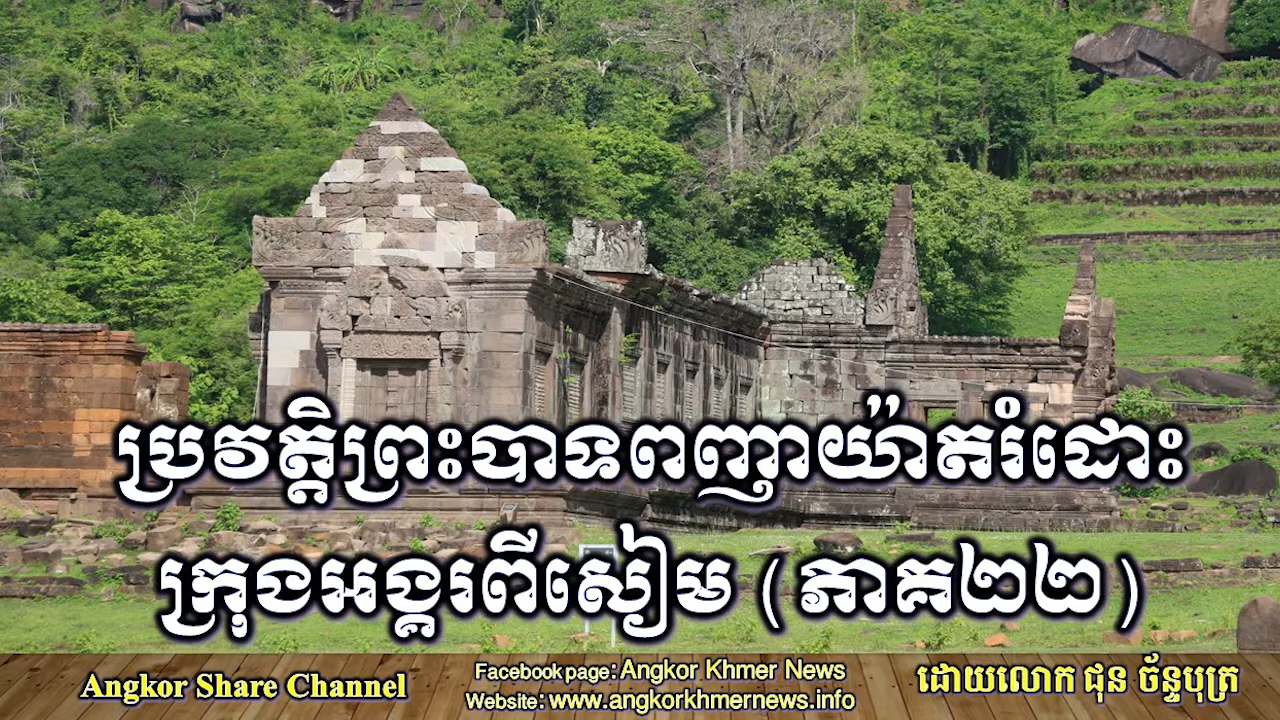 ប្រវត្តិព្រះបាទពញាយ៉ាតរំដោះ
ក្រុងអង្គរពីសៀម ( ភាគ២២ )
Angkor Share Channel
Facebook page: Angkor Khmer News
Website: www.angkorkhmernews.info
ដោយលោក ជុន ច័ន្ទបុត្រ